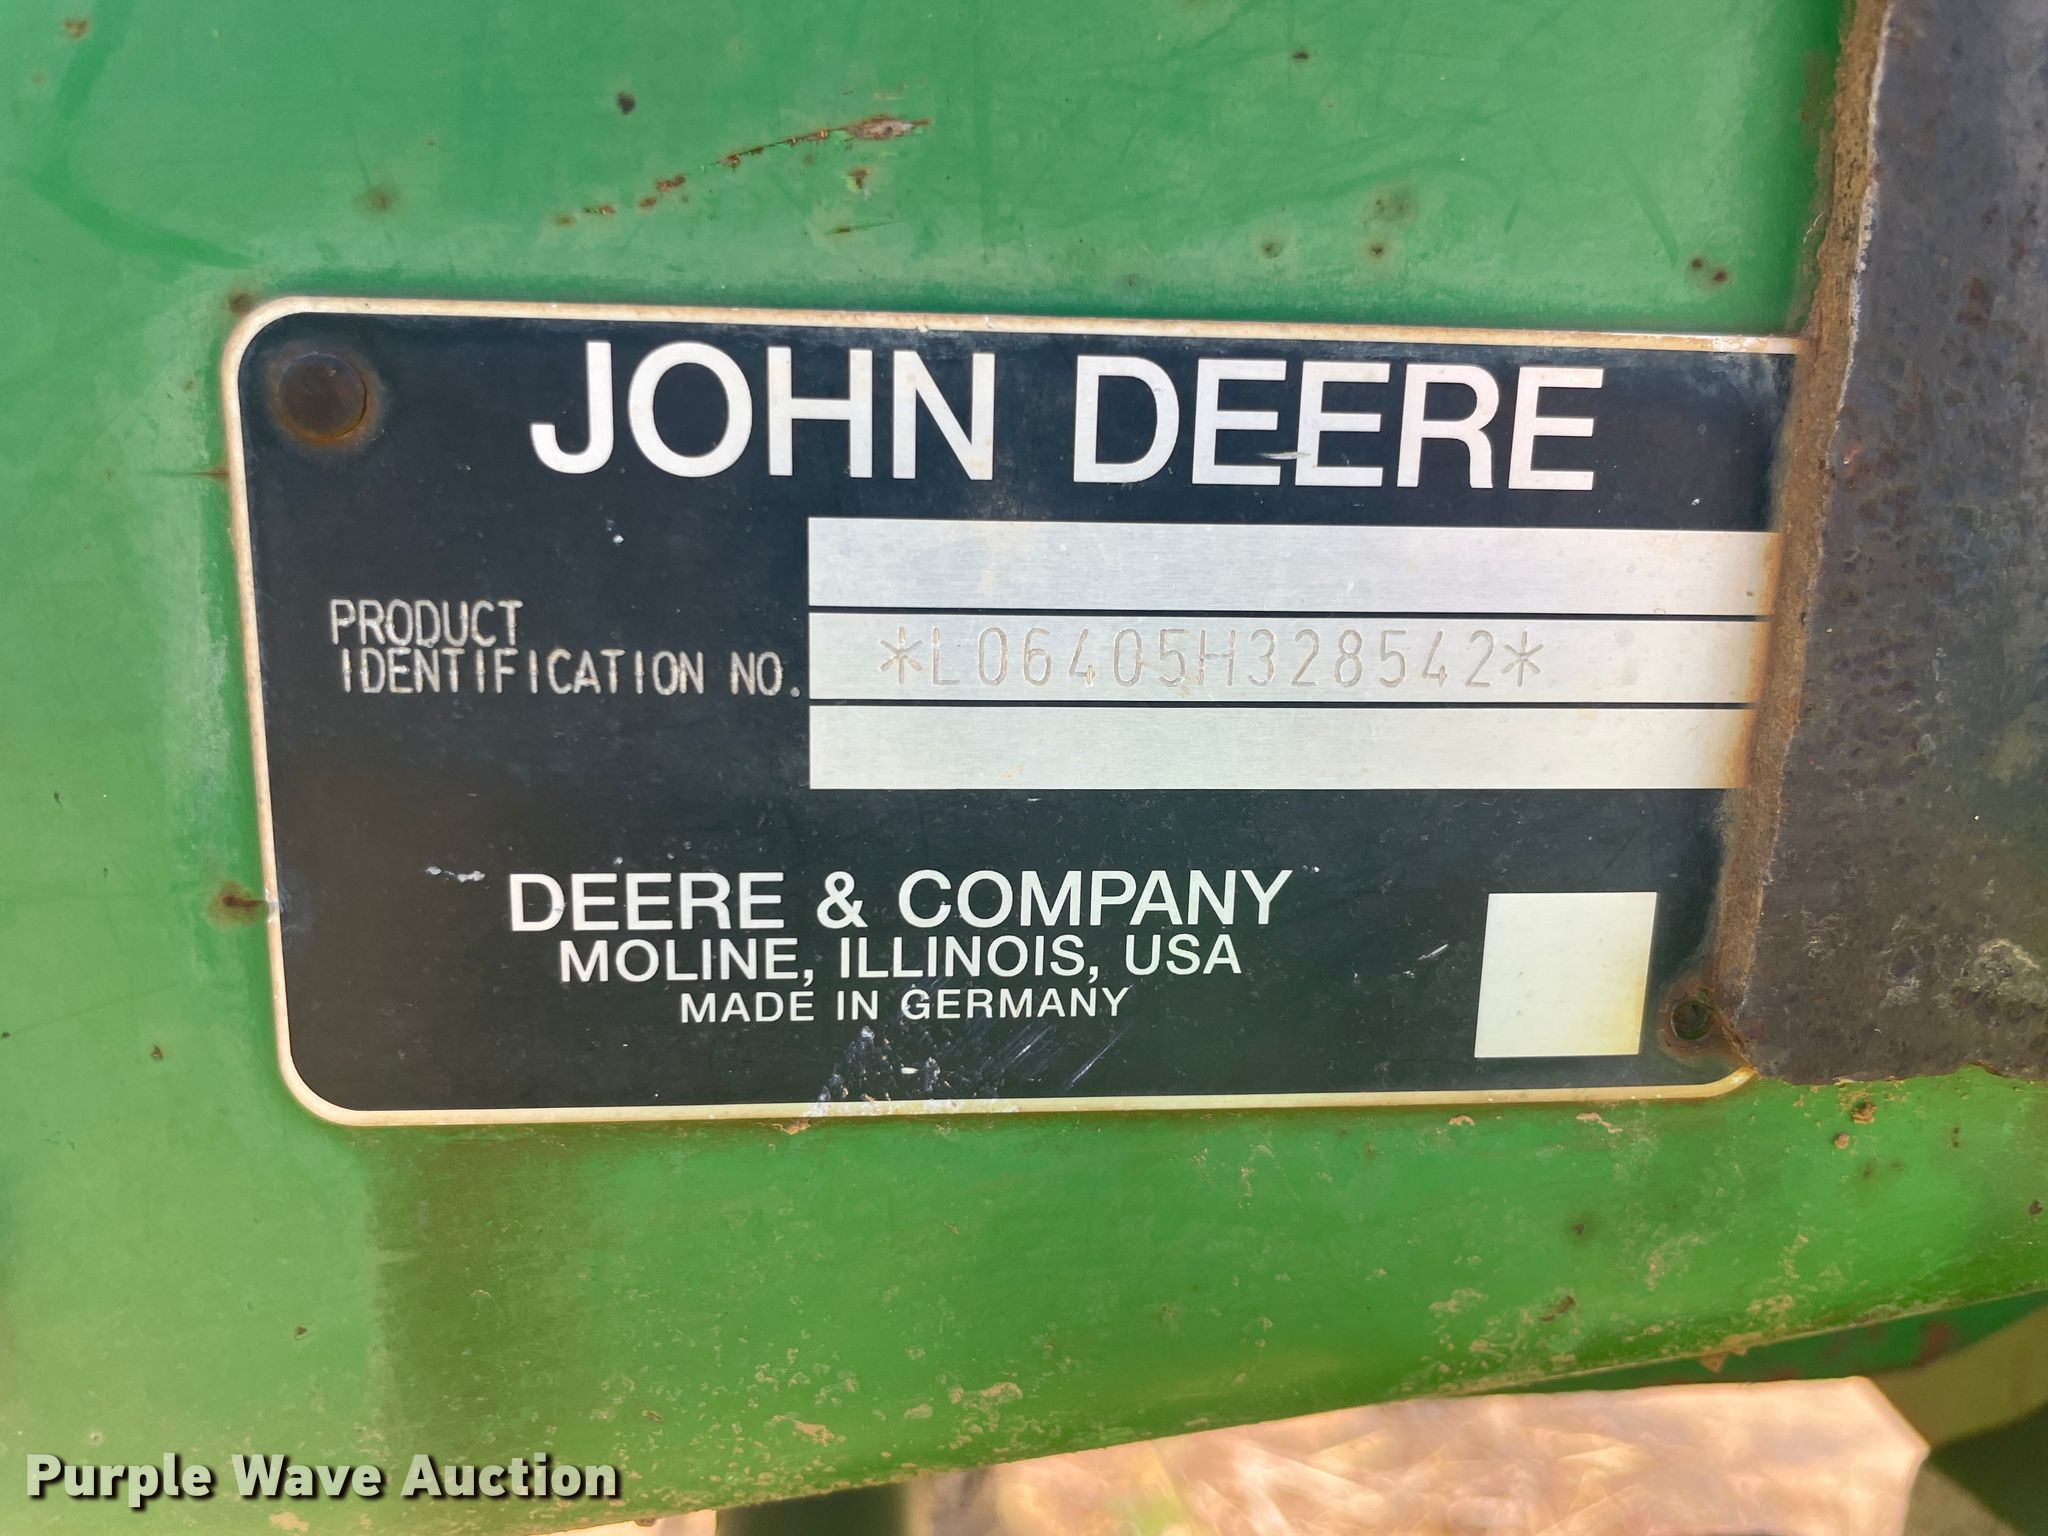 JOHN DEERE
PRODUCT
IDENTIFICATION NO.
*L06405H328542*
DEERE & COMPANY
MOLINE, ILLINOIS, USA
MADE IN GERMANY
Purple Wave Auction